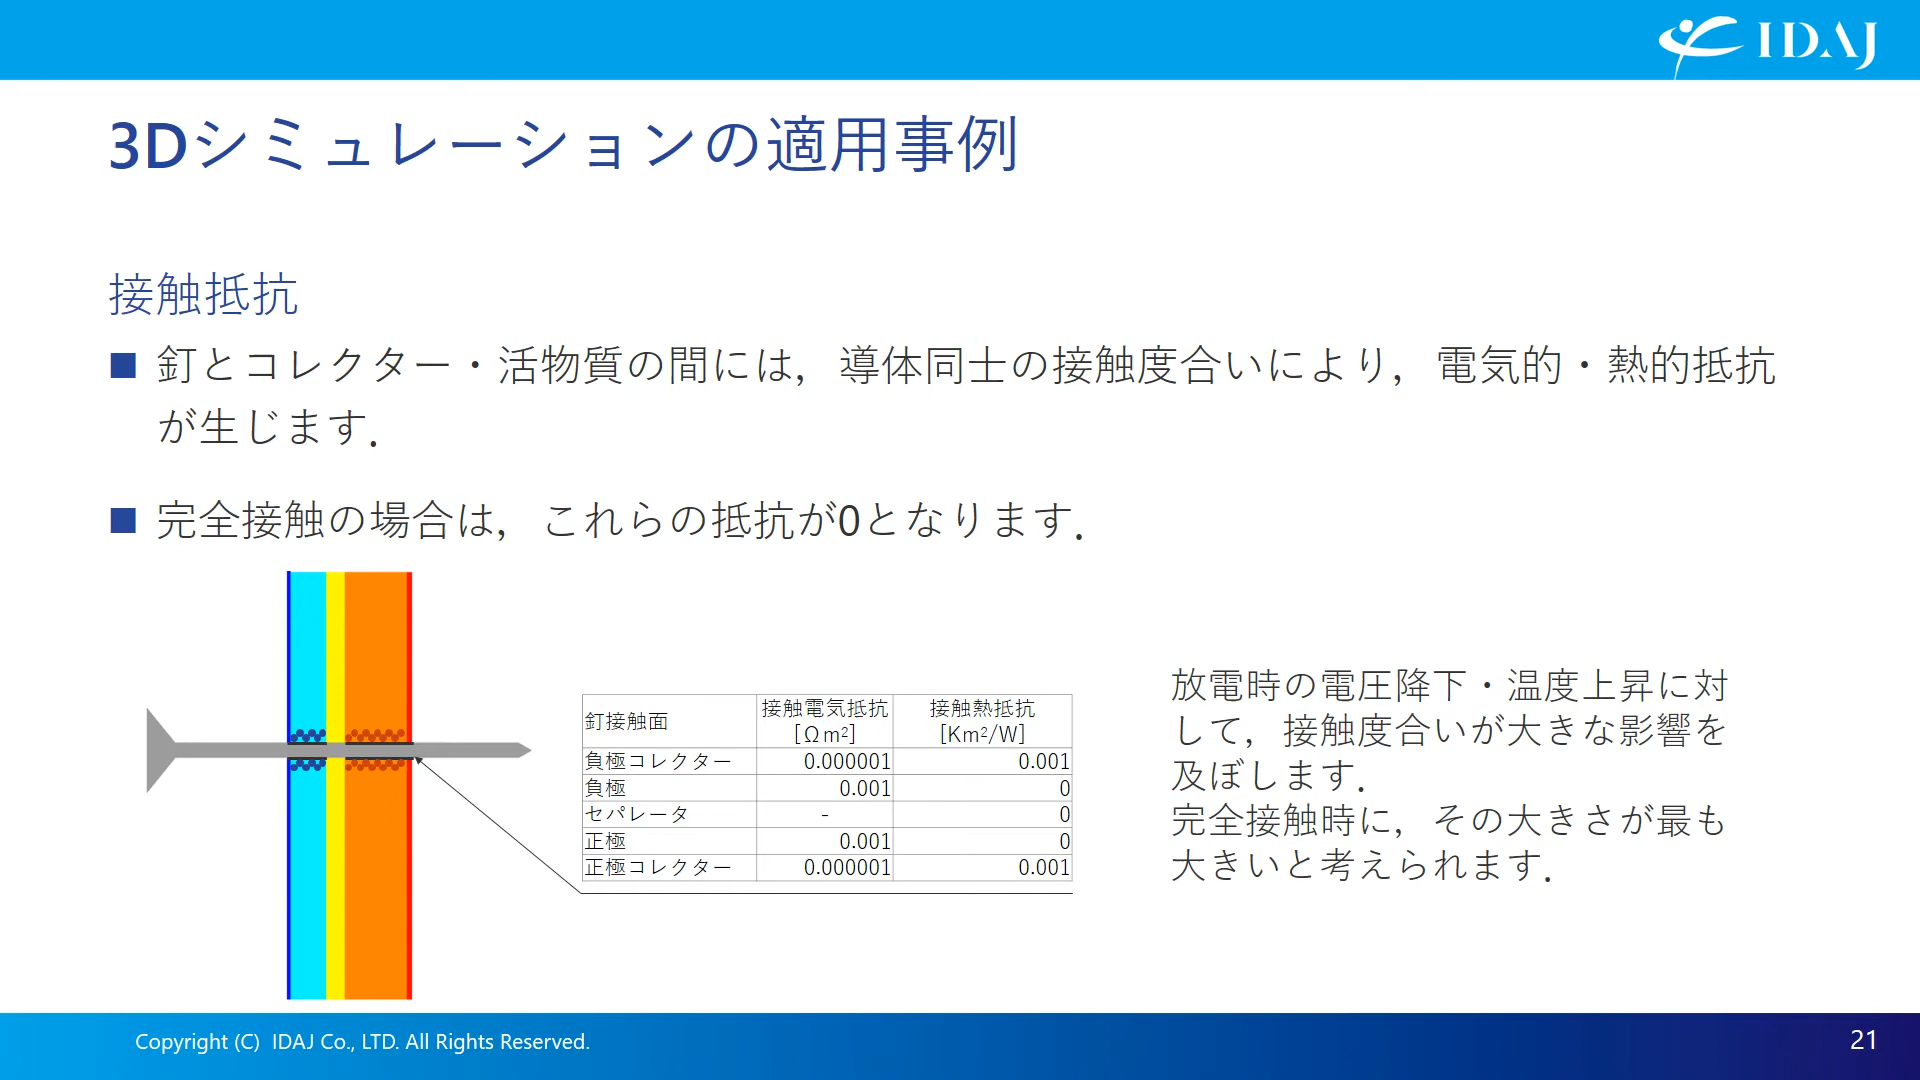 IDAJ
3Dシミュレーションの適用事例
接触抵抗
■ 釘とコレクター・活物質の間には，導体同士の接触度合いにより，電気的・熱的抵抗
が生じます．
■ 完全接触の場合は，これらの抵抗が0となります．
釘接触面 接触電気抵抗 [Ωm²] 接触熱抵抗 [Km²/W]
負極コレクター 0.000001 0.001
負極 0.001 0
セパレータ - 0
正極 0.001 0
正極コレクター 0.000001 0.001
放電時の電圧降下・温度上昇に対
して，接触度合いが大きな影響を
及ぼします．
完全接触時に，その大きさが最も
大きいと考えられます．
Copyright (C) IDAJ Co., LTD. All Rights Reserved.
21